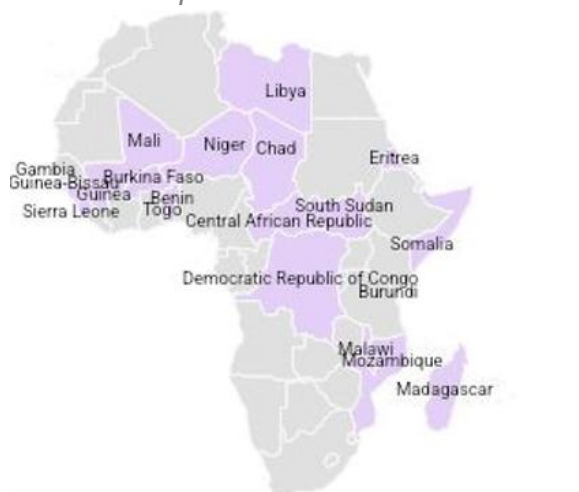 Libya
Mali
Niger
Chad
Eritrea
Gambia
Burkina Faso
Guinea-Bissau
Guinea
Benin
South Sudan
Sierra Leone
Togo
Central African Republic
Somalia
Democratic Republic of Congo
Burundi
Malawi
Mozambique
Madagascar